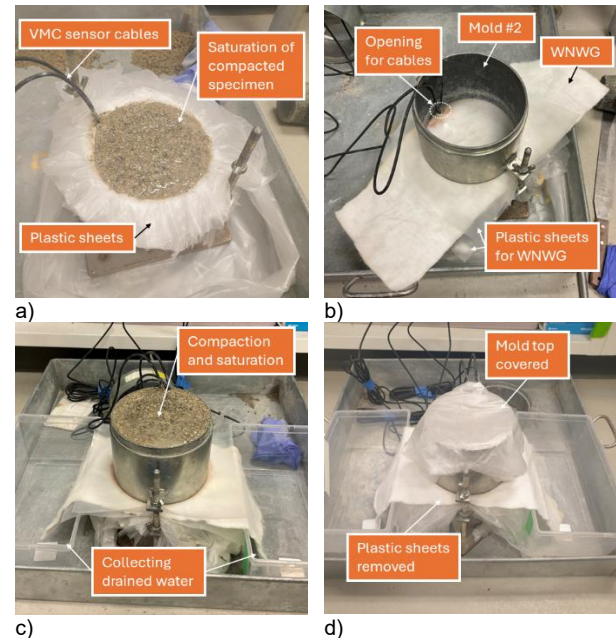 VMC sensor cables
Saturation of
compacted
specimen
Plastic sheets
a)
Opening
for cables
Mold #2
WNWG
Plastic sheets
for WNWG
b)
Compaction
and saturation
Collecting
drained water
c)
Mold top
covered
Plastic sheets
removed
d)